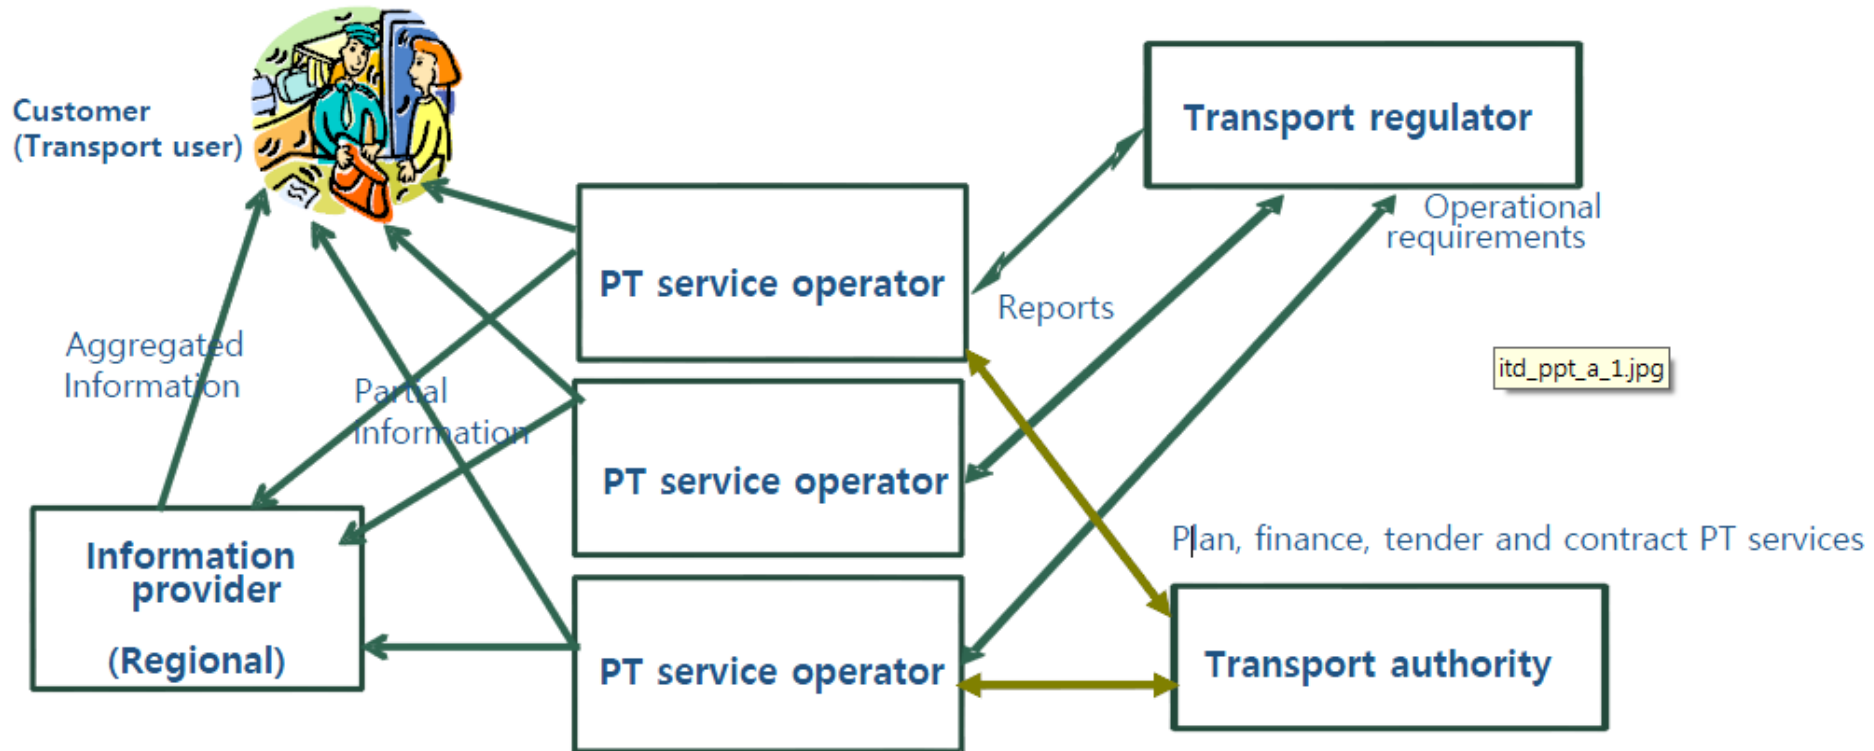 Customer
(Transport user)
Transport regulator
Operational
requirements
PT service operator
Reports
Aggregated
Information
Partial
information
itd_ppt_a_1.jpg
PT service operator
Plan, finance, tender and contract PT services
Information
provider
(Regional)
PT service operator
Transport authority